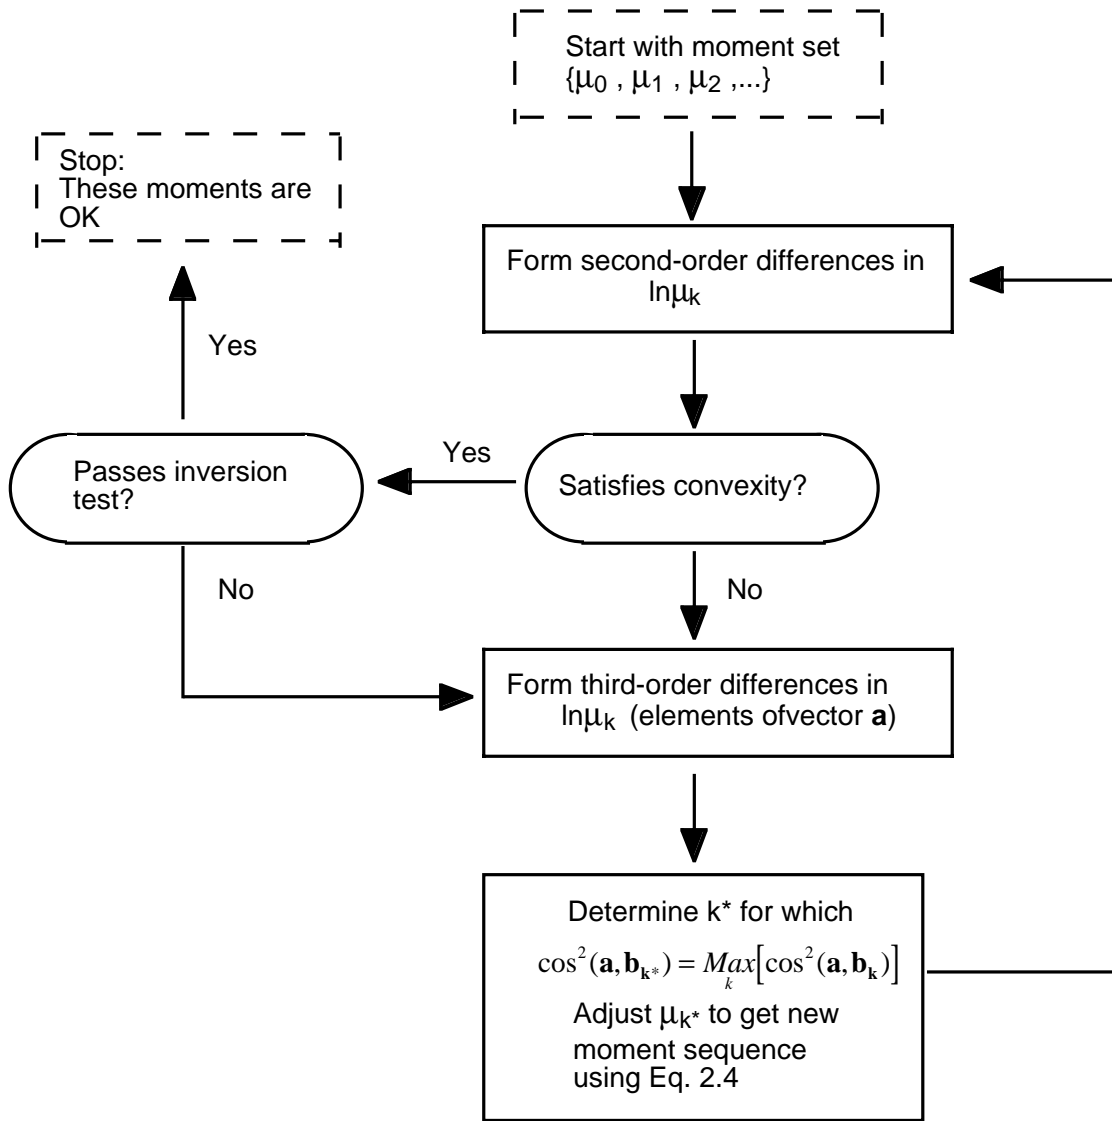 Start with moment set
{μ0 , μ1 , μ2 ,...}
Stop:
These moments are
OK
Form second-order differences in
lnμk
Yes
Passes inversion
test?
Yes
Satisfies convexity?
No
No
Form third-order differences in
lnμk (elements ofvector a)
Determine k* for which
cos²(a,bk*) = Max[cos²(a,bk)]
k
Adjust μk* to get new
moment sequence
using Eq. 2.4